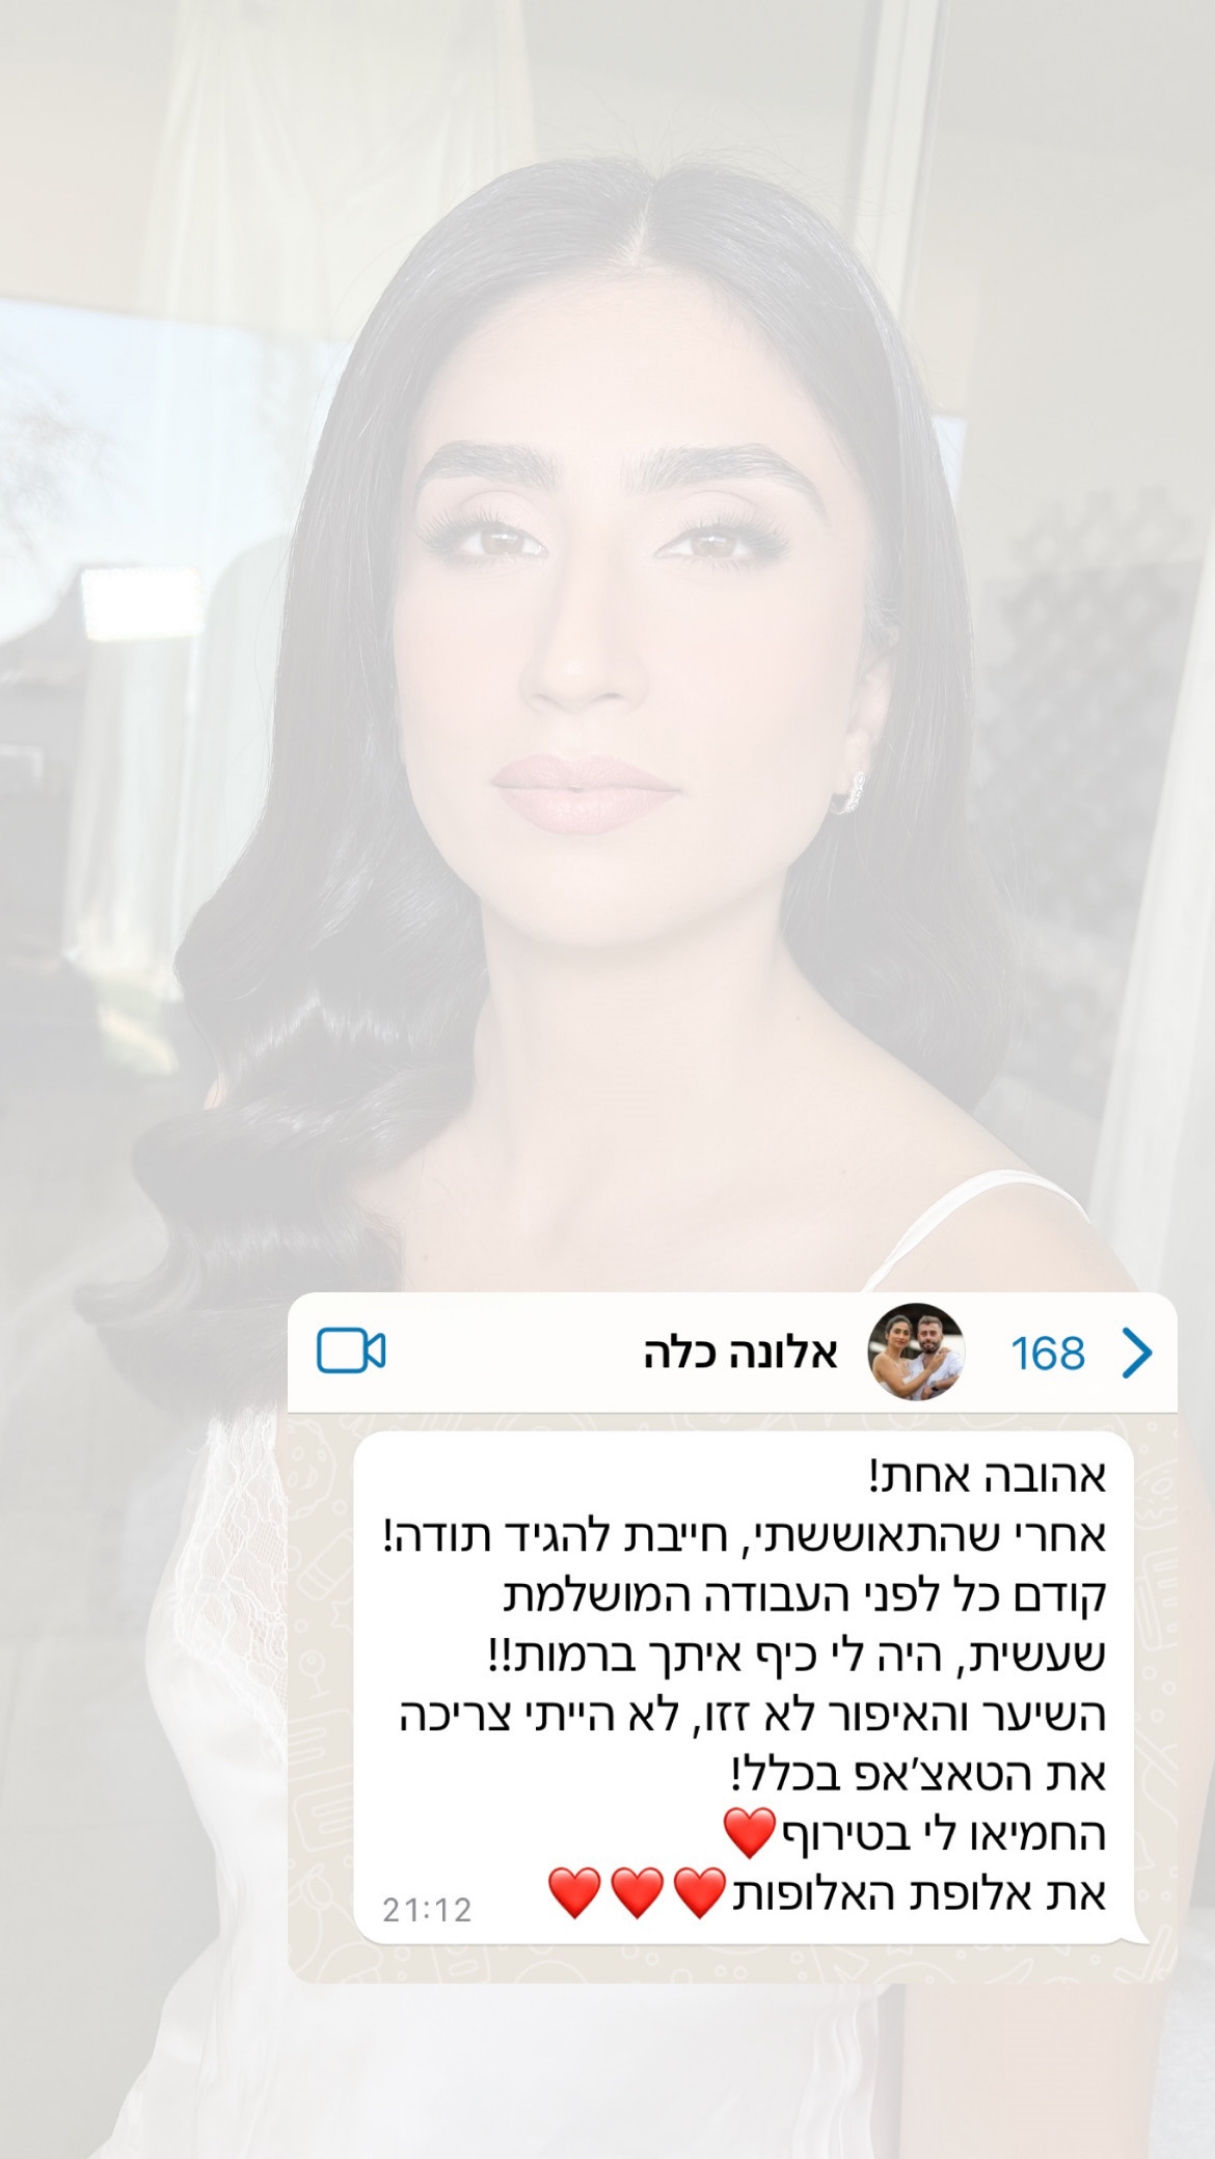 168
אלונה כלה
אהובה אחת!
אחרי שהתאוששתי, חייבת להגיד תודה!
קודם כל לפני העבודה המושלמת
שעשית, היה לי כיף איתך ברמות!!
השיער והאיפור לא זזו, לא הייתי צריכה
את הטאצ׳אפ בכלל!
החמיאו לי בטירוף❤️
את אלופת האלופות❤️❤️❤️
21:12